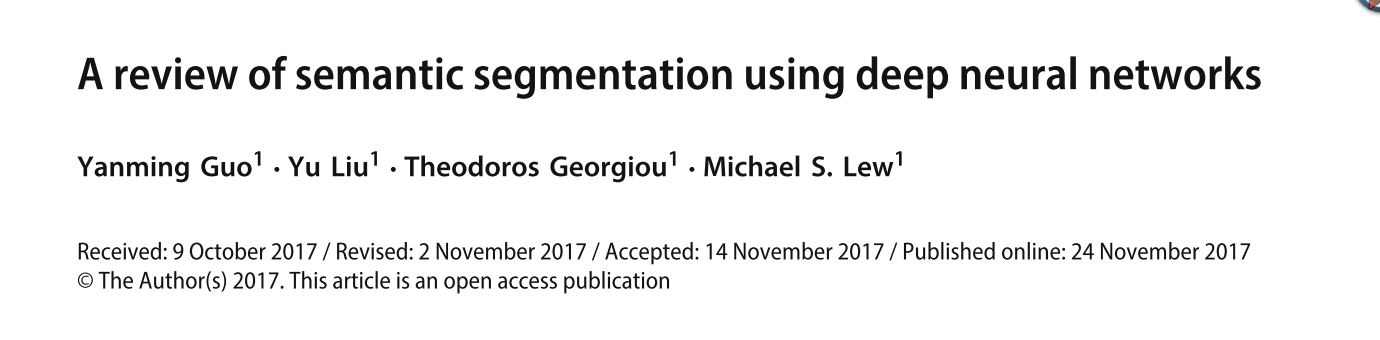 A review of semantic segmentation using deep neural networks
Yanming Guo¹ · Yu Liu¹ · Theodoros Georgiou¹ · Michael S. Lew¹
Received: 9 October 2017 / Revised: 2 November 2017 / Accepted: 14 November 2017 / Published online: 24 November 2017
© The Author(s) 2017. This article is an open access publication